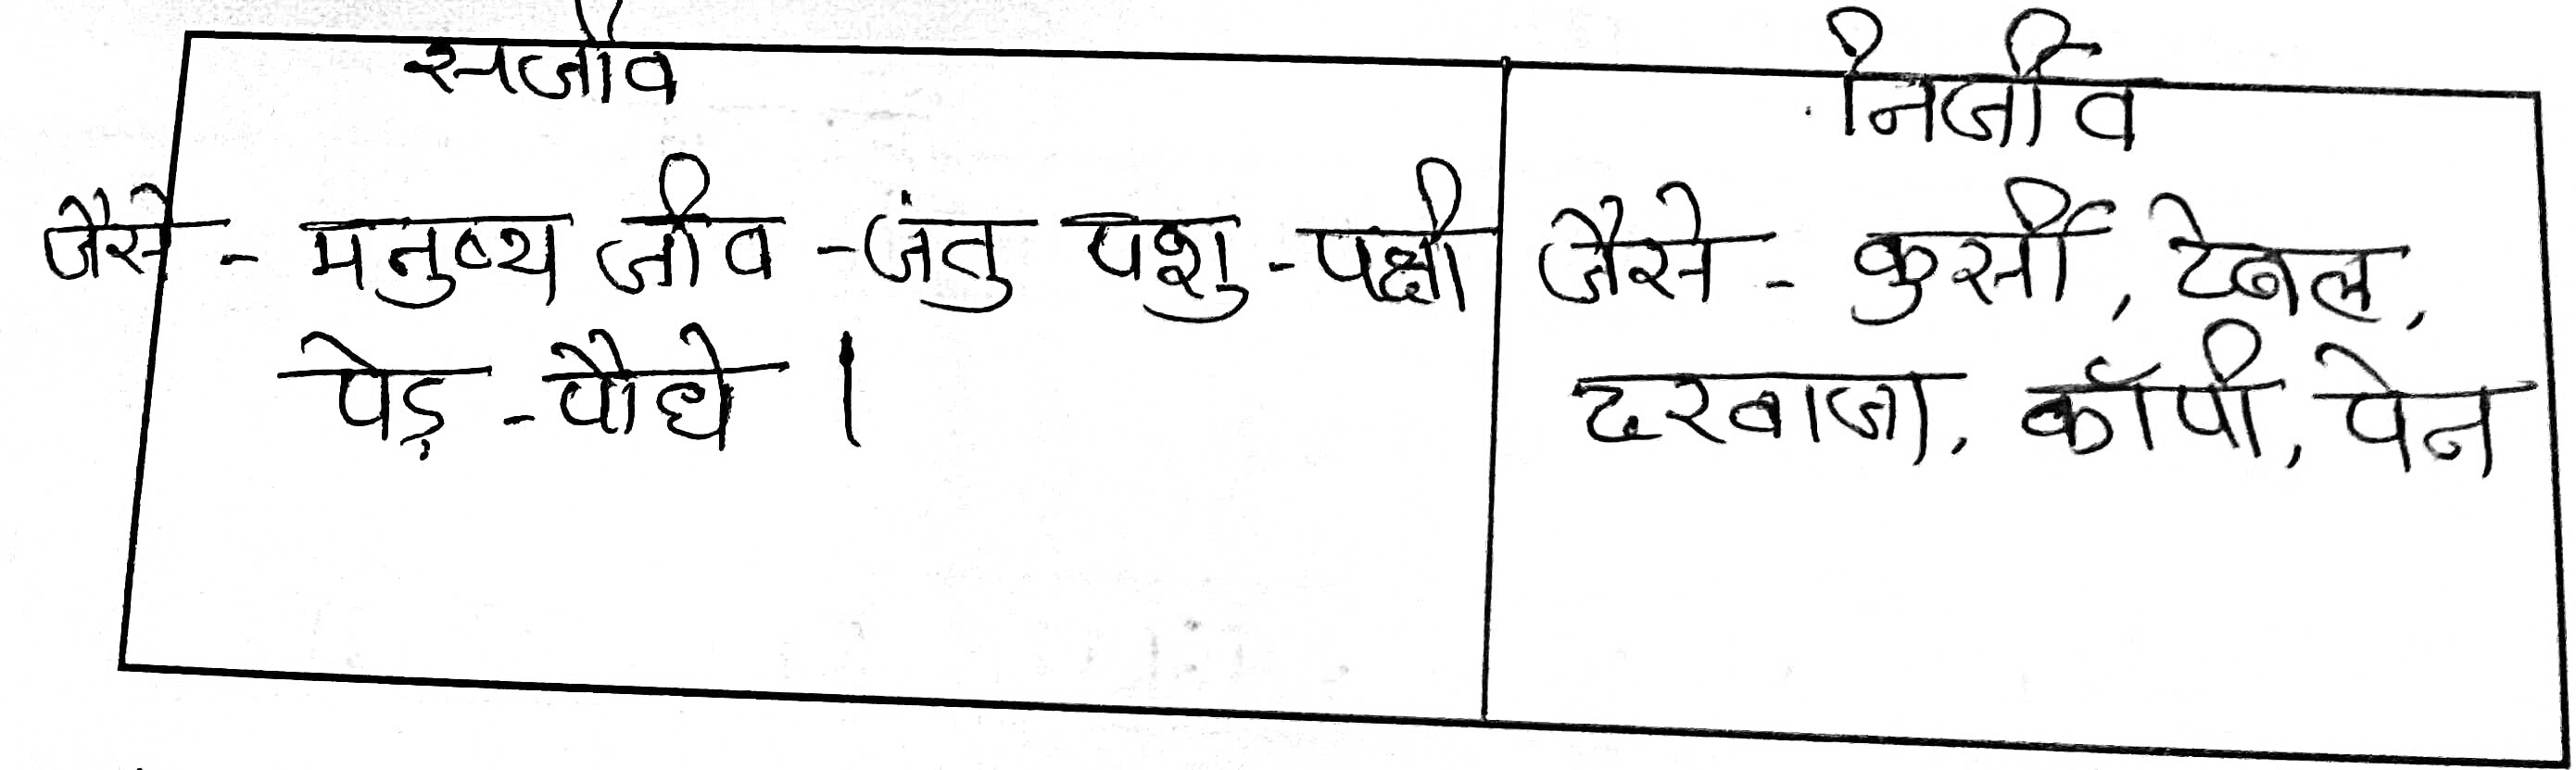 सजीव
जैसे - मनुष्य जीव - जंतु पशु - पक्षी
पेड़ - पौधे ।
निर्जीव
जैसे - कुर्सी, टेबल,
दरवाजा, कॉपी, पेन